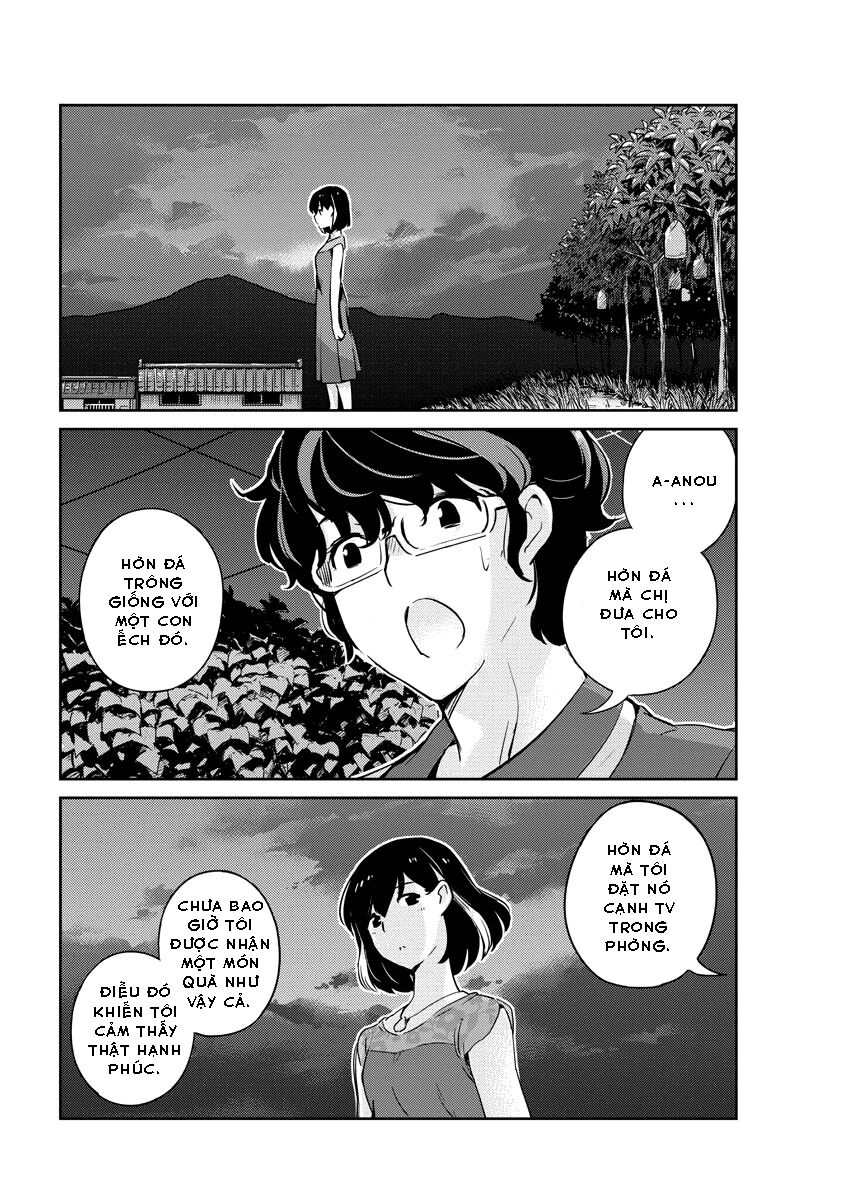 A-ANOU
...
HÒN ĐÁ
MÀ CHỊ
ĐƯA CHO
TÔI.
HÒN ĐÁ
TRÔNG
GIỐNG VỚI
MỘT CON
ẾCH ĐÓ.
HÒN ĐÁ
MÀ TÔI
ĐẶT NÓ
CẠNH TV
TRONG
PHÒNG.
CHƯA BAO
GIỜ TÔI
ĐƯỢC NHẬN
MỘT MÓN
QUÀ NHƯ
VẬY CẢ.
ĐIỀU ĐÓ
KHIẾN TÔI
CẢM THẤY
THẬT HẠNH
PHÚC.